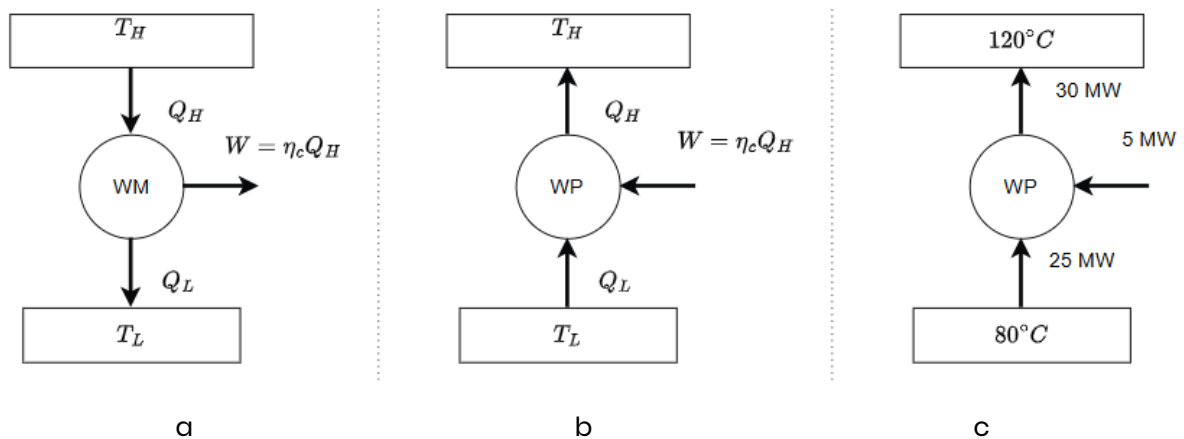 T_H
Q_H
W = η_c Q_H
WM
Q_L
T_L
a
T_H
Q_H
W = η_c Q_H
WP
Q_L
T_L
b
120°C
30 MW
5 MW
WP
25 MW
80°C
c